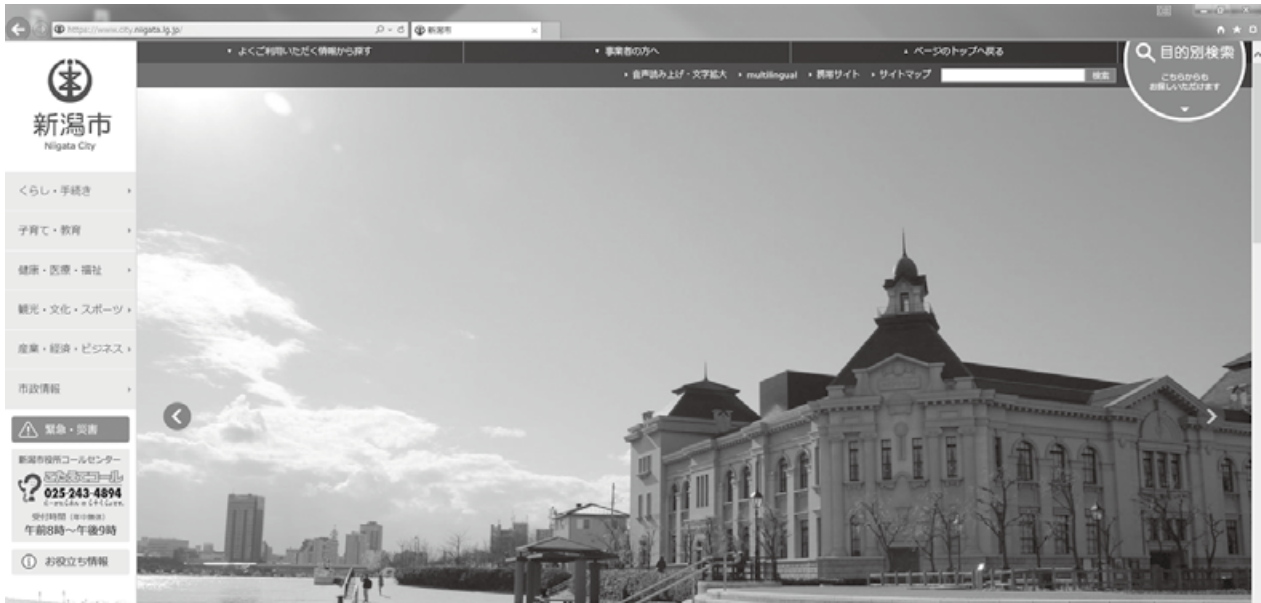 https://www.city.niigata.lg.jp/
新潟市
よくご利用いただく情報から探す
事業者の方へ
ページのトップへ戻る
音声読み上げ・文字拡大
multilingual
携帯サイト
サイトマップ
検索
目的別検索
こちらからも
お探しいただけます
新潟市
Niigata City
くらし・手続き
子育て・教育
健康・医療・福祉
観光・文化・スポーツ
産業・経済・ビジネス
市政情報
緊急・災害
新潟市役所コールセンター
こたえてコール
025-243-4894
受付時間(年中無休)
午前8時～午後9時
お役立ち情報